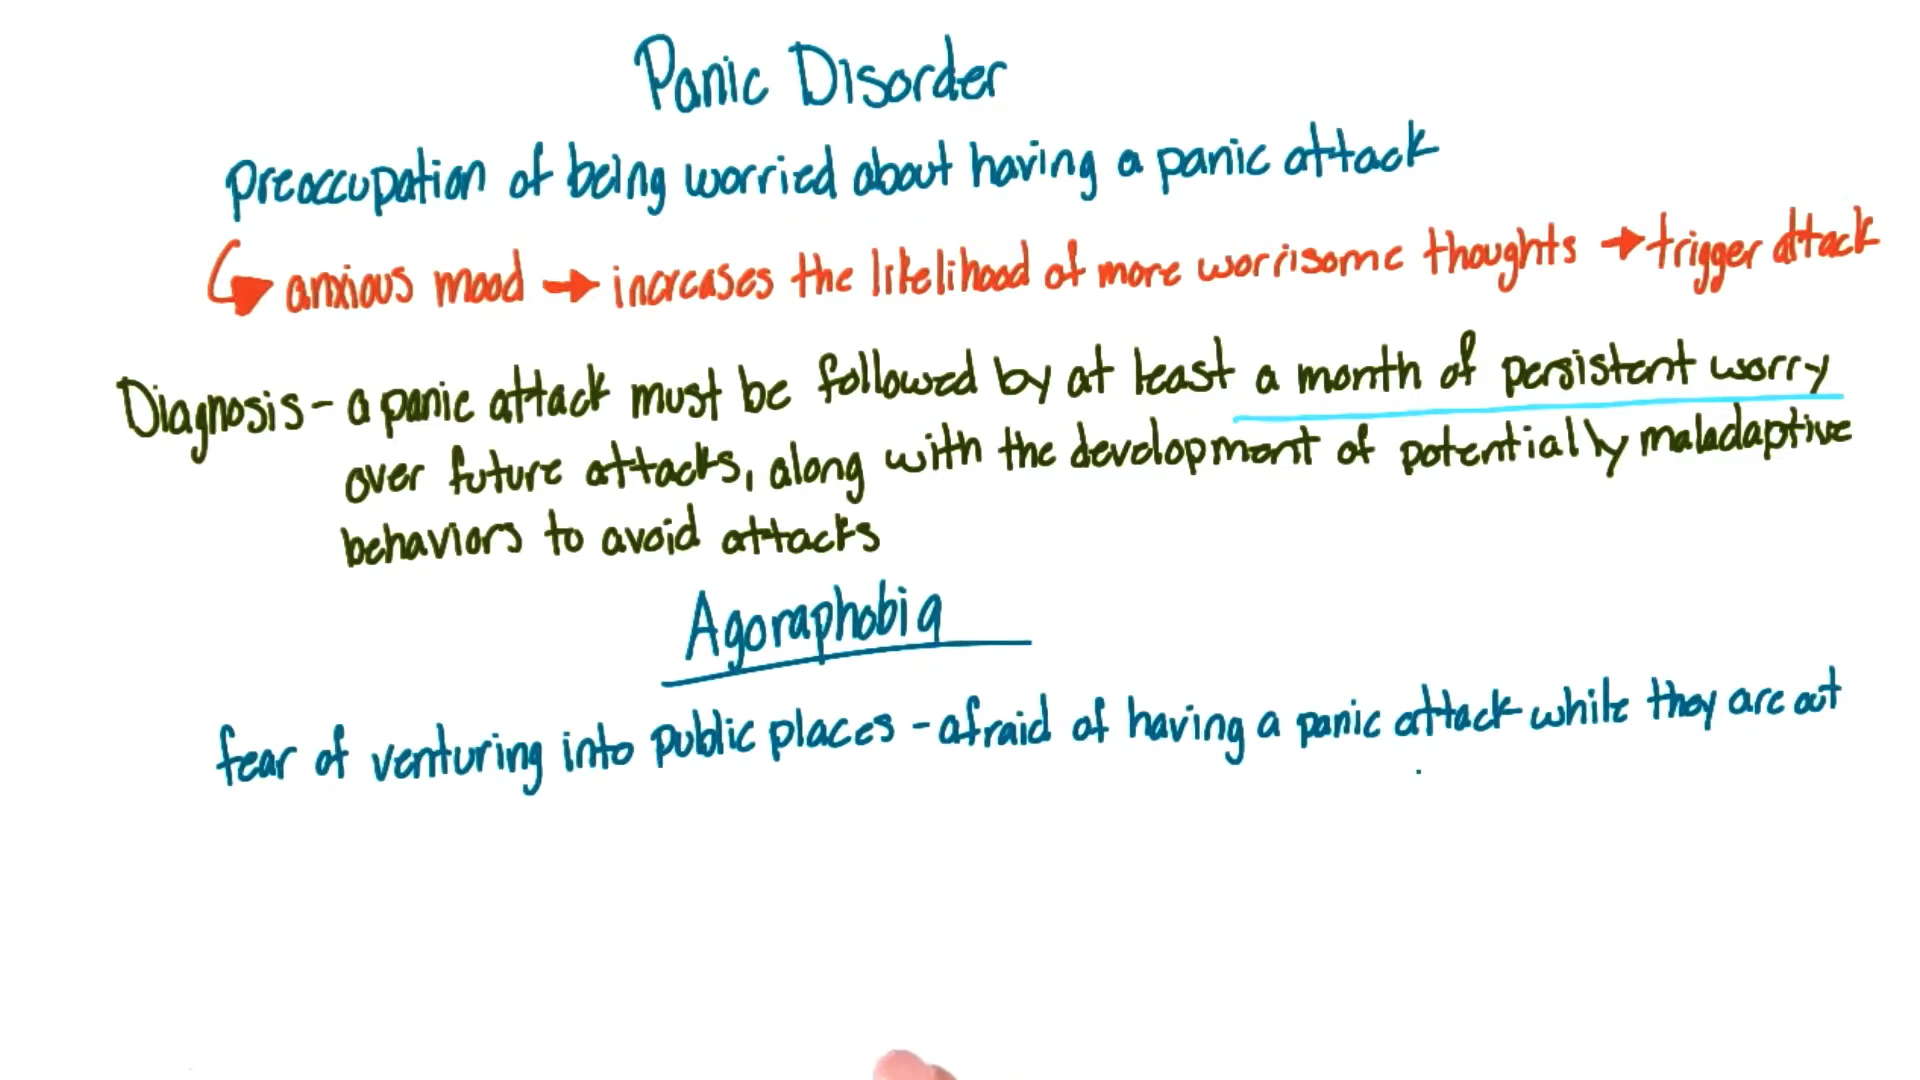 Panic Disorder
preoccupation of being worried about having a panic attack
anxious mood → increases the likelihood of more worrisome thoughts → trigger attack
Diagnosis - a panic attack must be followed by at least a month of persistent worry
over future attacks, along with the development of potentially maladaptive
behaviors to avoid attacks
Agoraphobia
fear of venturing into public places - afraid of having a panic attack while they are out